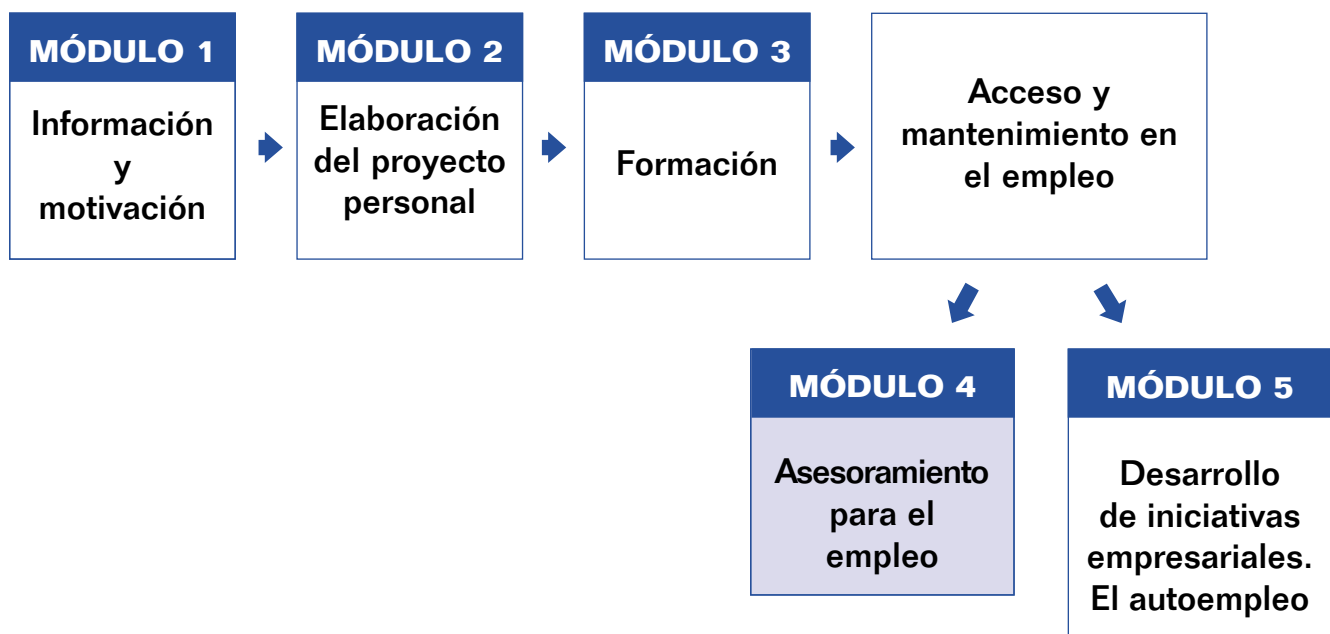 MÓDULO 1
Información
y
motivación
MÓDULO 2
Elaboración
del proyecto
personal
MÓDULO 3
Formación
Acceso y
mantenimiento en
el empleo
MÓDULO 4
Asesoramiento
para el
empleo
MÓDULO 5
Desarrollo
de iniciativas
empresariales.
El autoempleo